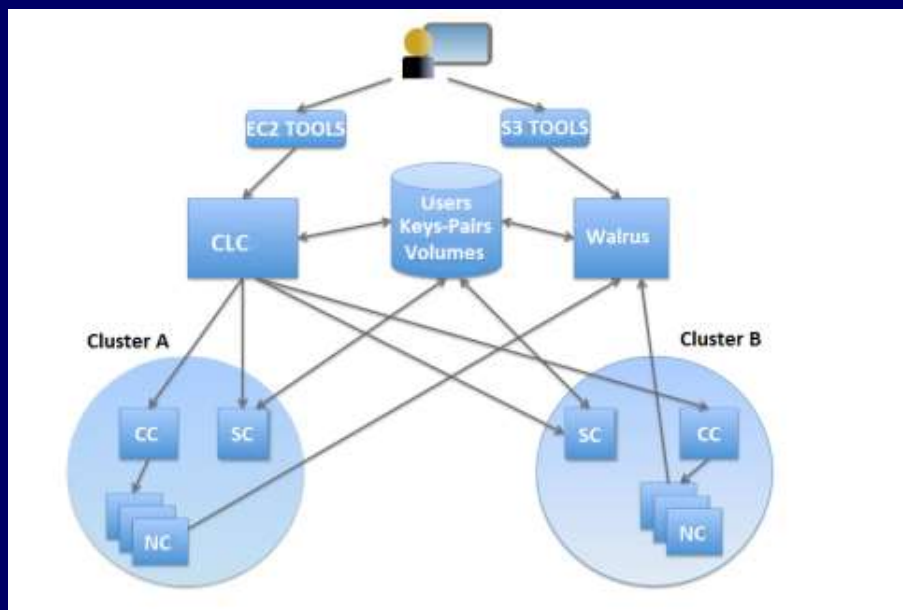 EC2 TOOLS
S3 TOOLS
CLC
Users
Keys-Pairs
Volumes
Walrus
Cluster A
Cluster B
CC
SC
SC
CC
NC
NC